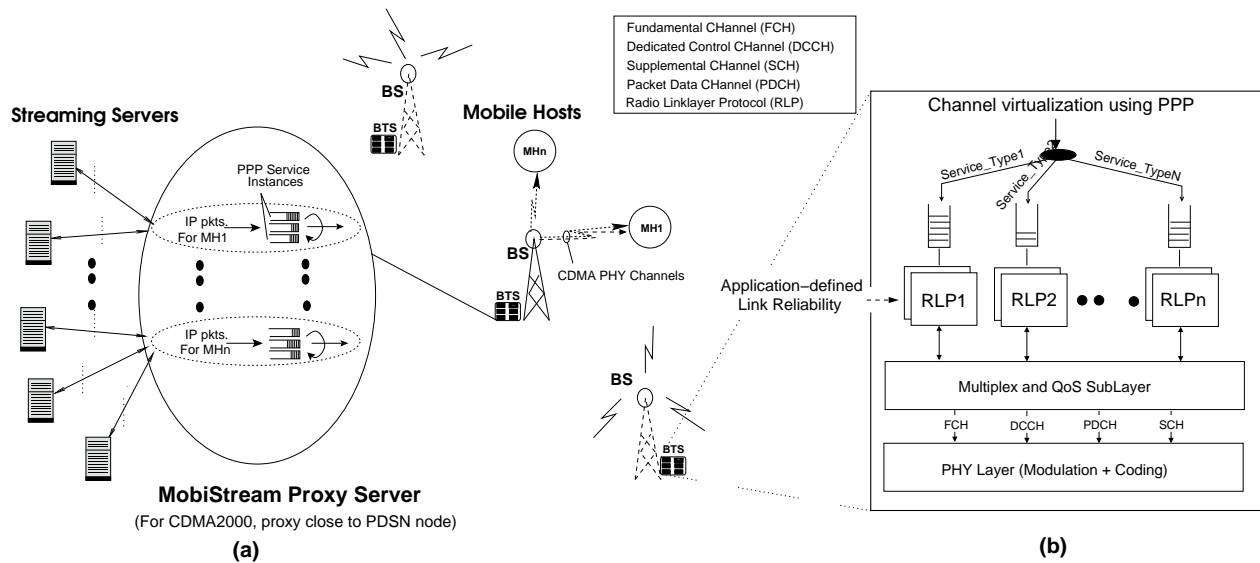 Fundamental CHannel (FCH)
Dedicated Control CHannel (DCCH)
Supplemental CHannel (SCH)
Packet Data CHannel (PDCH)
Radio Linklayer Protocol (RLP)
BS
BTS
Streaming Servers
Mobile Hosts
MHn
MH1
PPP Service
Instances
IP pkts.
For MH1
BS
CDMA PHY Channels
BTS
IP pkts.
For MHn
BS
BTS
MobiStream Proxy Server
(For CDMA2000, proxy close to PDSN node)
(a)
Channel virtualization using PPP
Service_Type1
Service_Type2
Service_TypeN
Application–defined
Link Reliability
RLP1
RLP2
RLPn
Multiplex and QoS SubLayer
FCH
DCCH
PDCH
SCH
PHY Layer (Modulation + Coding)
(b)